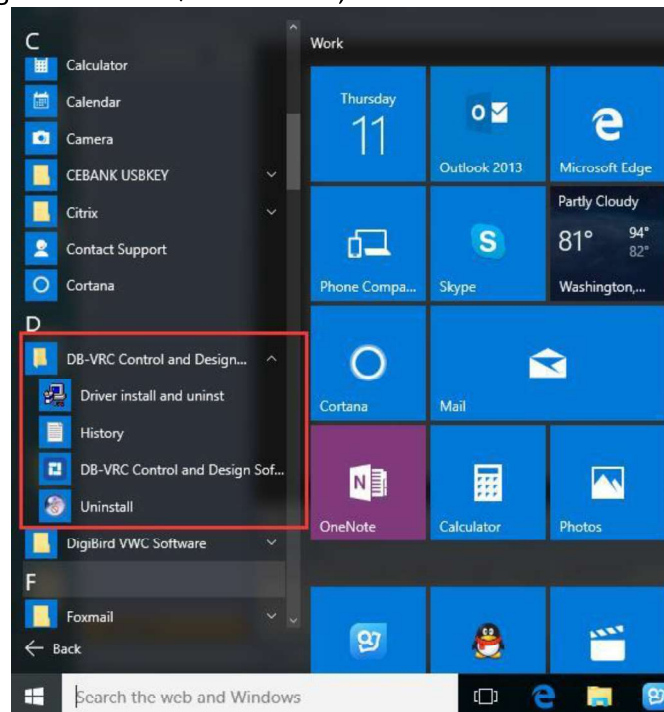 C
Calculator
Calendar
Camera
CEBANK USBKEY
Citrix
Contact Support
Cortana
D
DB-VRC Control and Design...
Driver install and uninst
History
DB-VRC Control and Design Sof...
Uninstall
DigiBird VWC Software
F
Foxmail
Back
Search the web and Windows
Work
Thursday
11
Outlook 2013
Microsoft Edge
Phone Compa...
Skype
Partly Cloudy
81°
94°
82°
Washington,...
Cortana
Mail
OneNote
Calculator
Photos